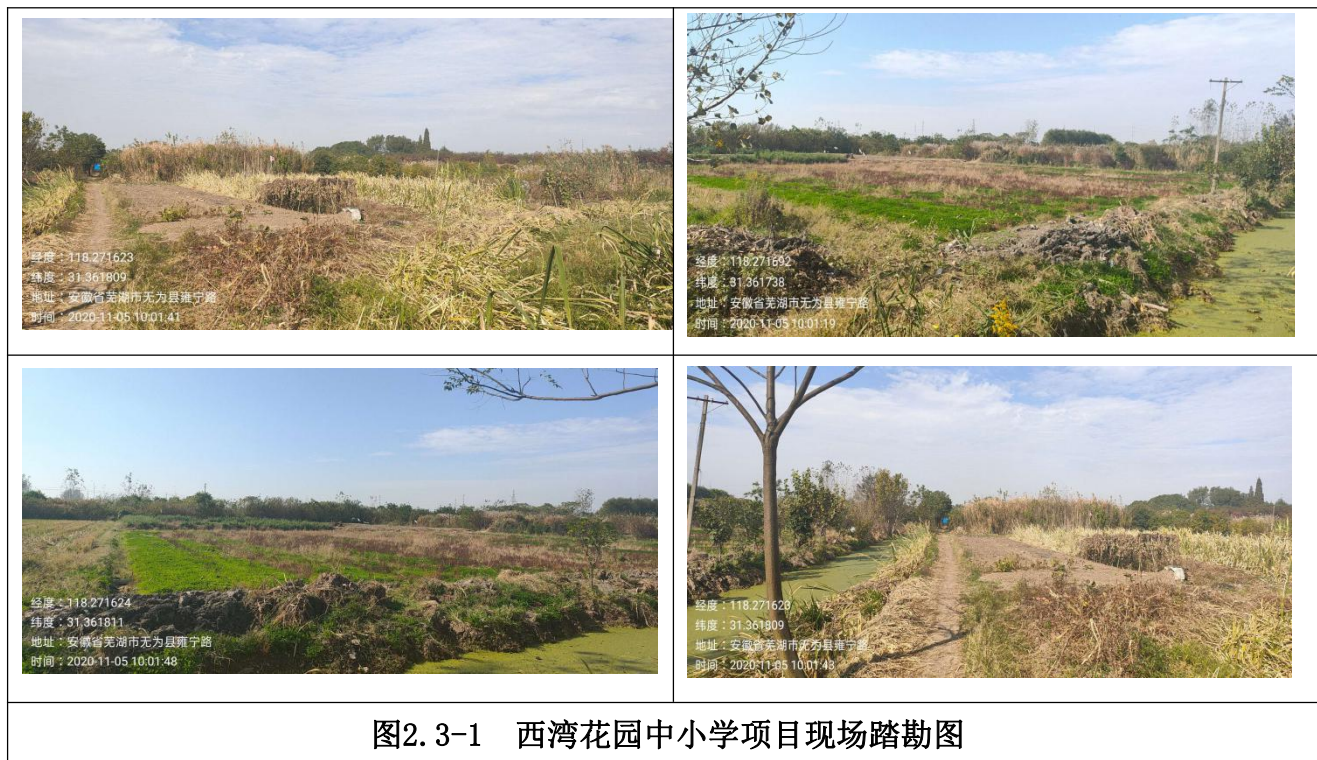 经度：118.271623
纬度：31.361809
地址：安徽省芜湖市无为县雍宁路
时间：2020-11-05 10:01:41
经度：118.271692
纬度：31.361738
地址：安徽省芜湖市无为县雍宁路
时间：2020-11-05 10:01:19
经度：118.271624
纬度：31.361811
地址：安徽省芜湖市无为县雍宁路
时间：2020-11-05 10:01:48
经度：118.271623
纬度：31.361809
地址：安徽省芜湖市无为县雍宁路
时间：2020-11-05 10:01:43
图2.3-1 西湾花园中小学项目现场踏勘图